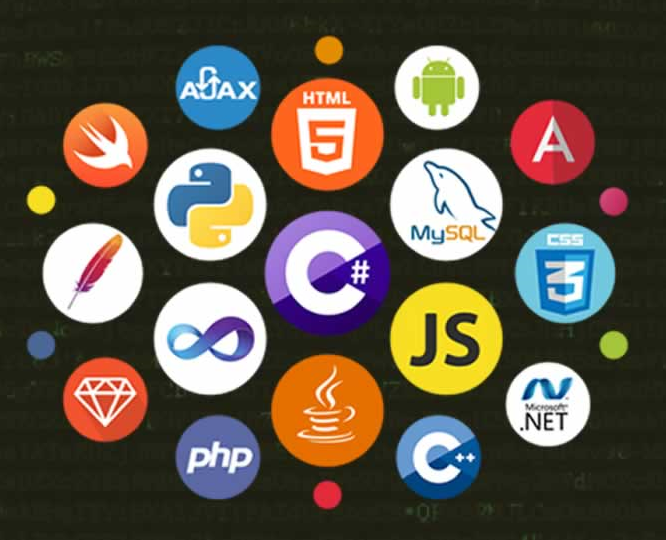 AJAX
HTML
5
A
MySQL
C#
CSS
3
JS
php
C++
Microsoft®
.NET